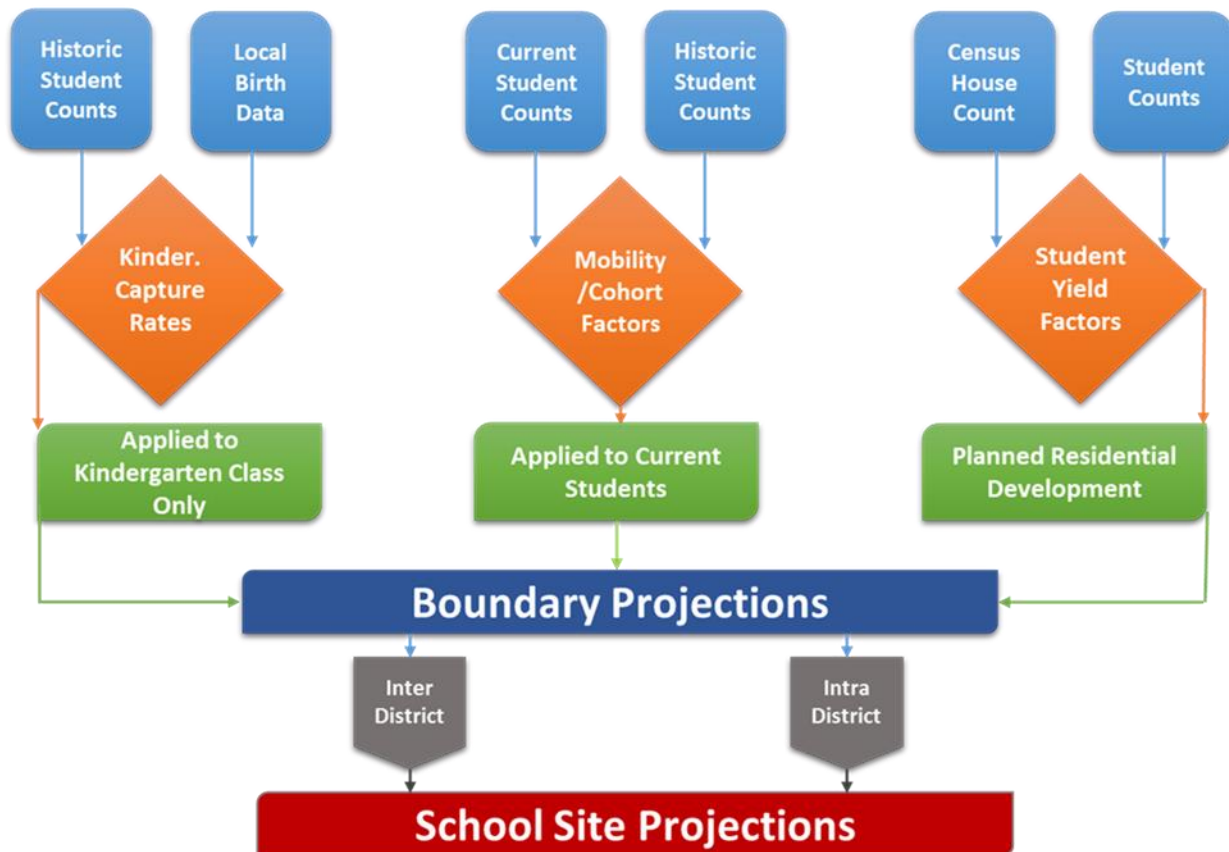 Historic
Student
Counts
Local
Birth
Data
Current
Student
Counts
Historic
Student
Counts
Census
House
Count
Student
Counts
Kinder.
Capture
Rates
Mobility
/Cohort
Factors
Student
Yield
Factors
Applied to
Kindergarten Class
Only
Applied to Current
Students
Planned Residential
Development
Boundary Projections
Inter
District
Intra
District
School Site Projections